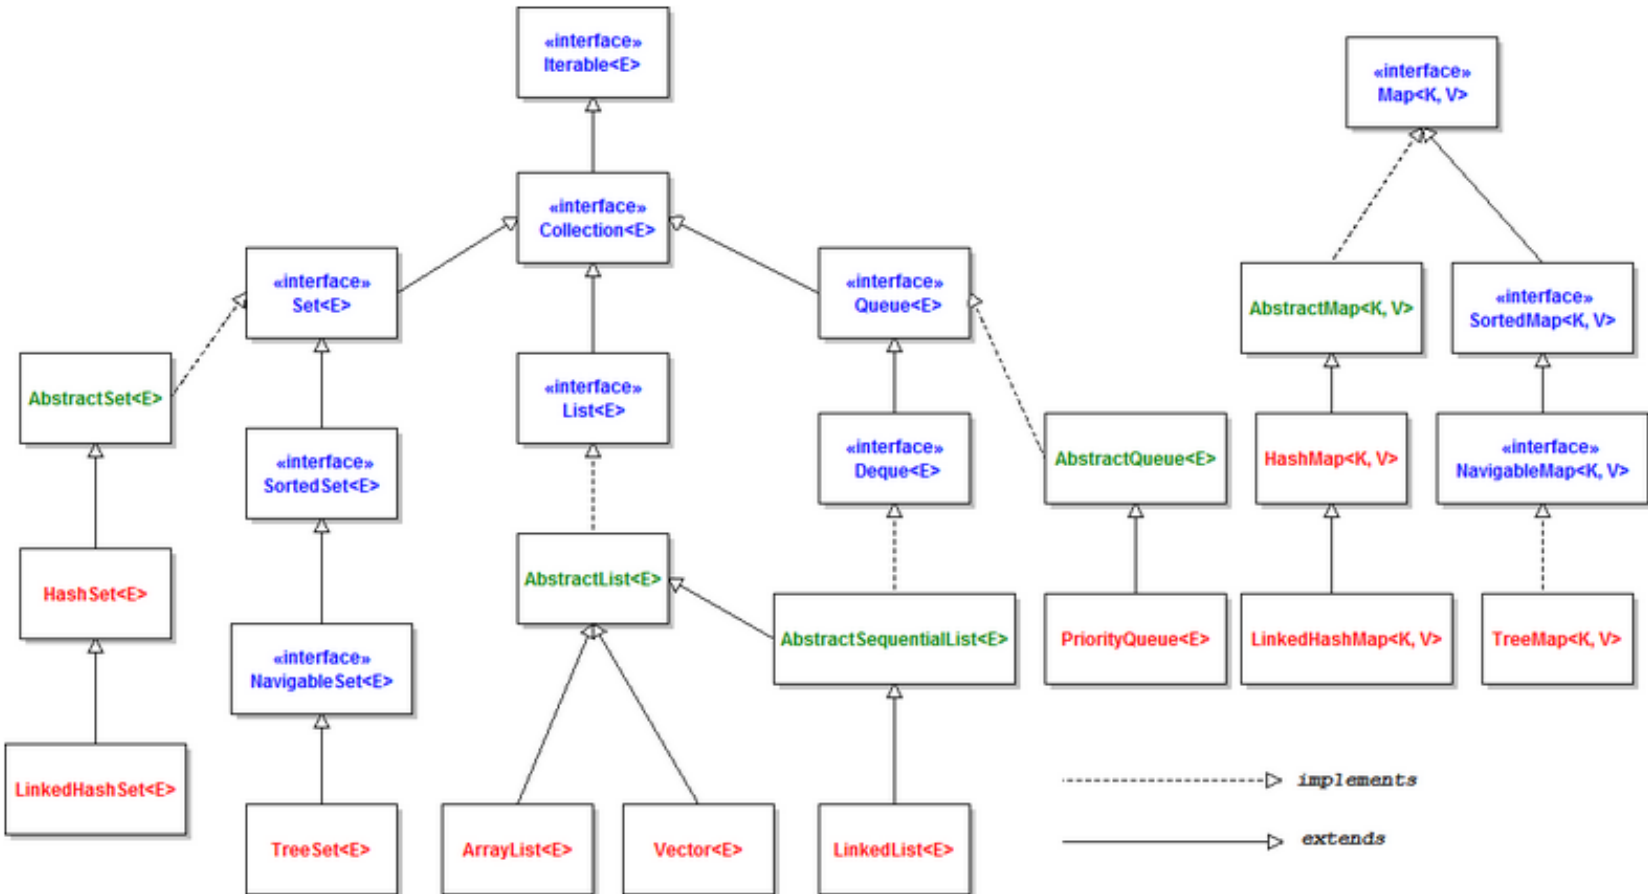 «interface»
Iterable<E>
«interface»
Map<K, V>
«interface»
Collection<E>
«interface»
Set<E>
«interface»
Queue<E>
AbstractMap<K, V>
«interface»
SortedMap<K, V>
AbstractSet<E>
«interface»
List<E>
«interface»
SortedSet<E>
«interface»
Deque<E>
AbstractQueue<E>
HashMap<K, V>
«interface»
NavigableMap<K, V>
HashSet<E>
AbstractList<E>
«interface»
NavigableSet<E>
AbstractSequentialList<E>
PriorityQueue<E>
LinkedHashMap<K, V>
TreeMap<K, V>
LinkedHashSet<E>
TreeSet<E>
ArrayList<E>
Vector<E>
LinkedList<E>
implements
extends